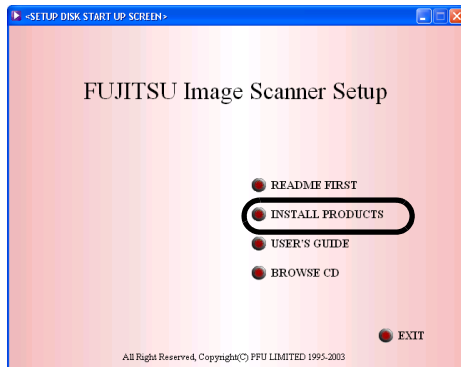 <SETUP DISK START UP SCREEN>
FUJITSU Image Scanner Setup
README FIRST
INSTALL PRODUCTS
USER'S GUIDE
BROWSE CD
EXIT
All Right Reserved, Copyright(C) PFU LIMITED 1995-2003